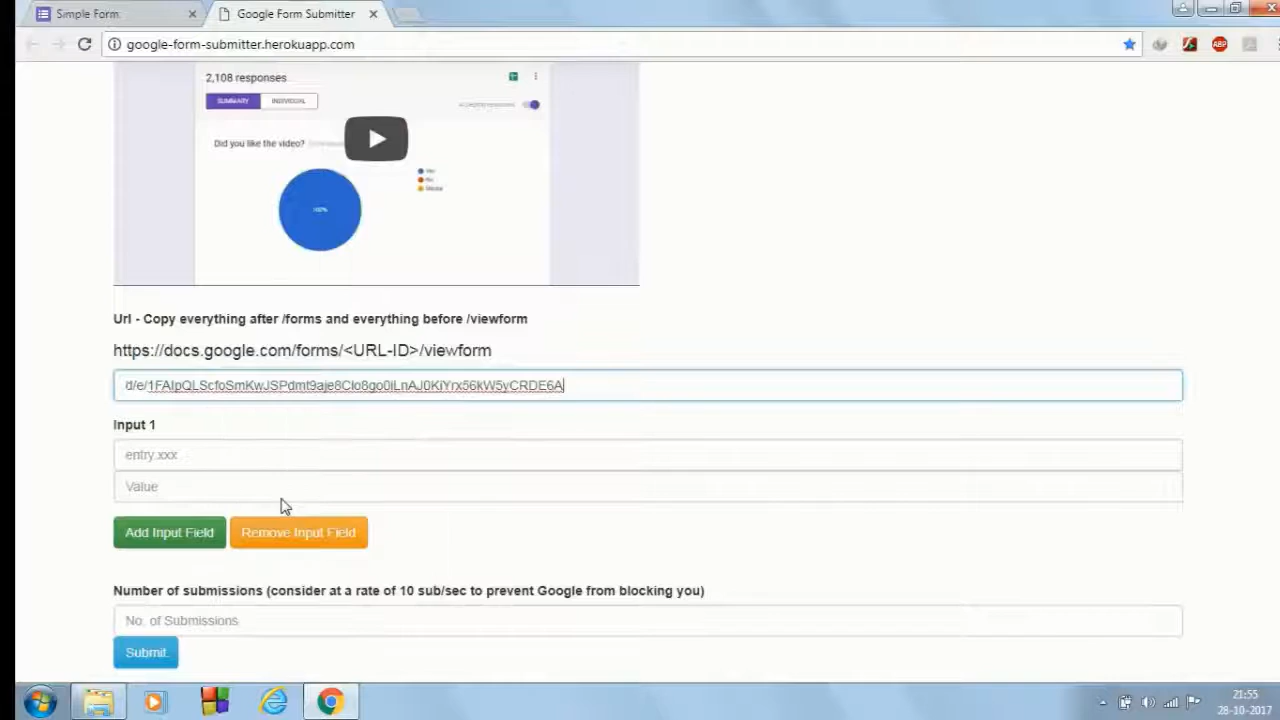 Simple Form
Google Form Submitter
google-form-submitter.herokuapp.com
ABP
2,108 responses
SUMMARY
INDIVIDUAL
Did you like the video?
100%
Url - Copy everything after /forms and everything before /viewform
https://docs.google.com/forms/<URL-ID>/viewform
Input 1
entry.xxx
Value
Add Input Field
Remove Input Field
Number of submissions (consider at a rate of 10 sub/sec to prevent Google from blocking you)
No. of Submissions
Submit
21:55
28-10-2017